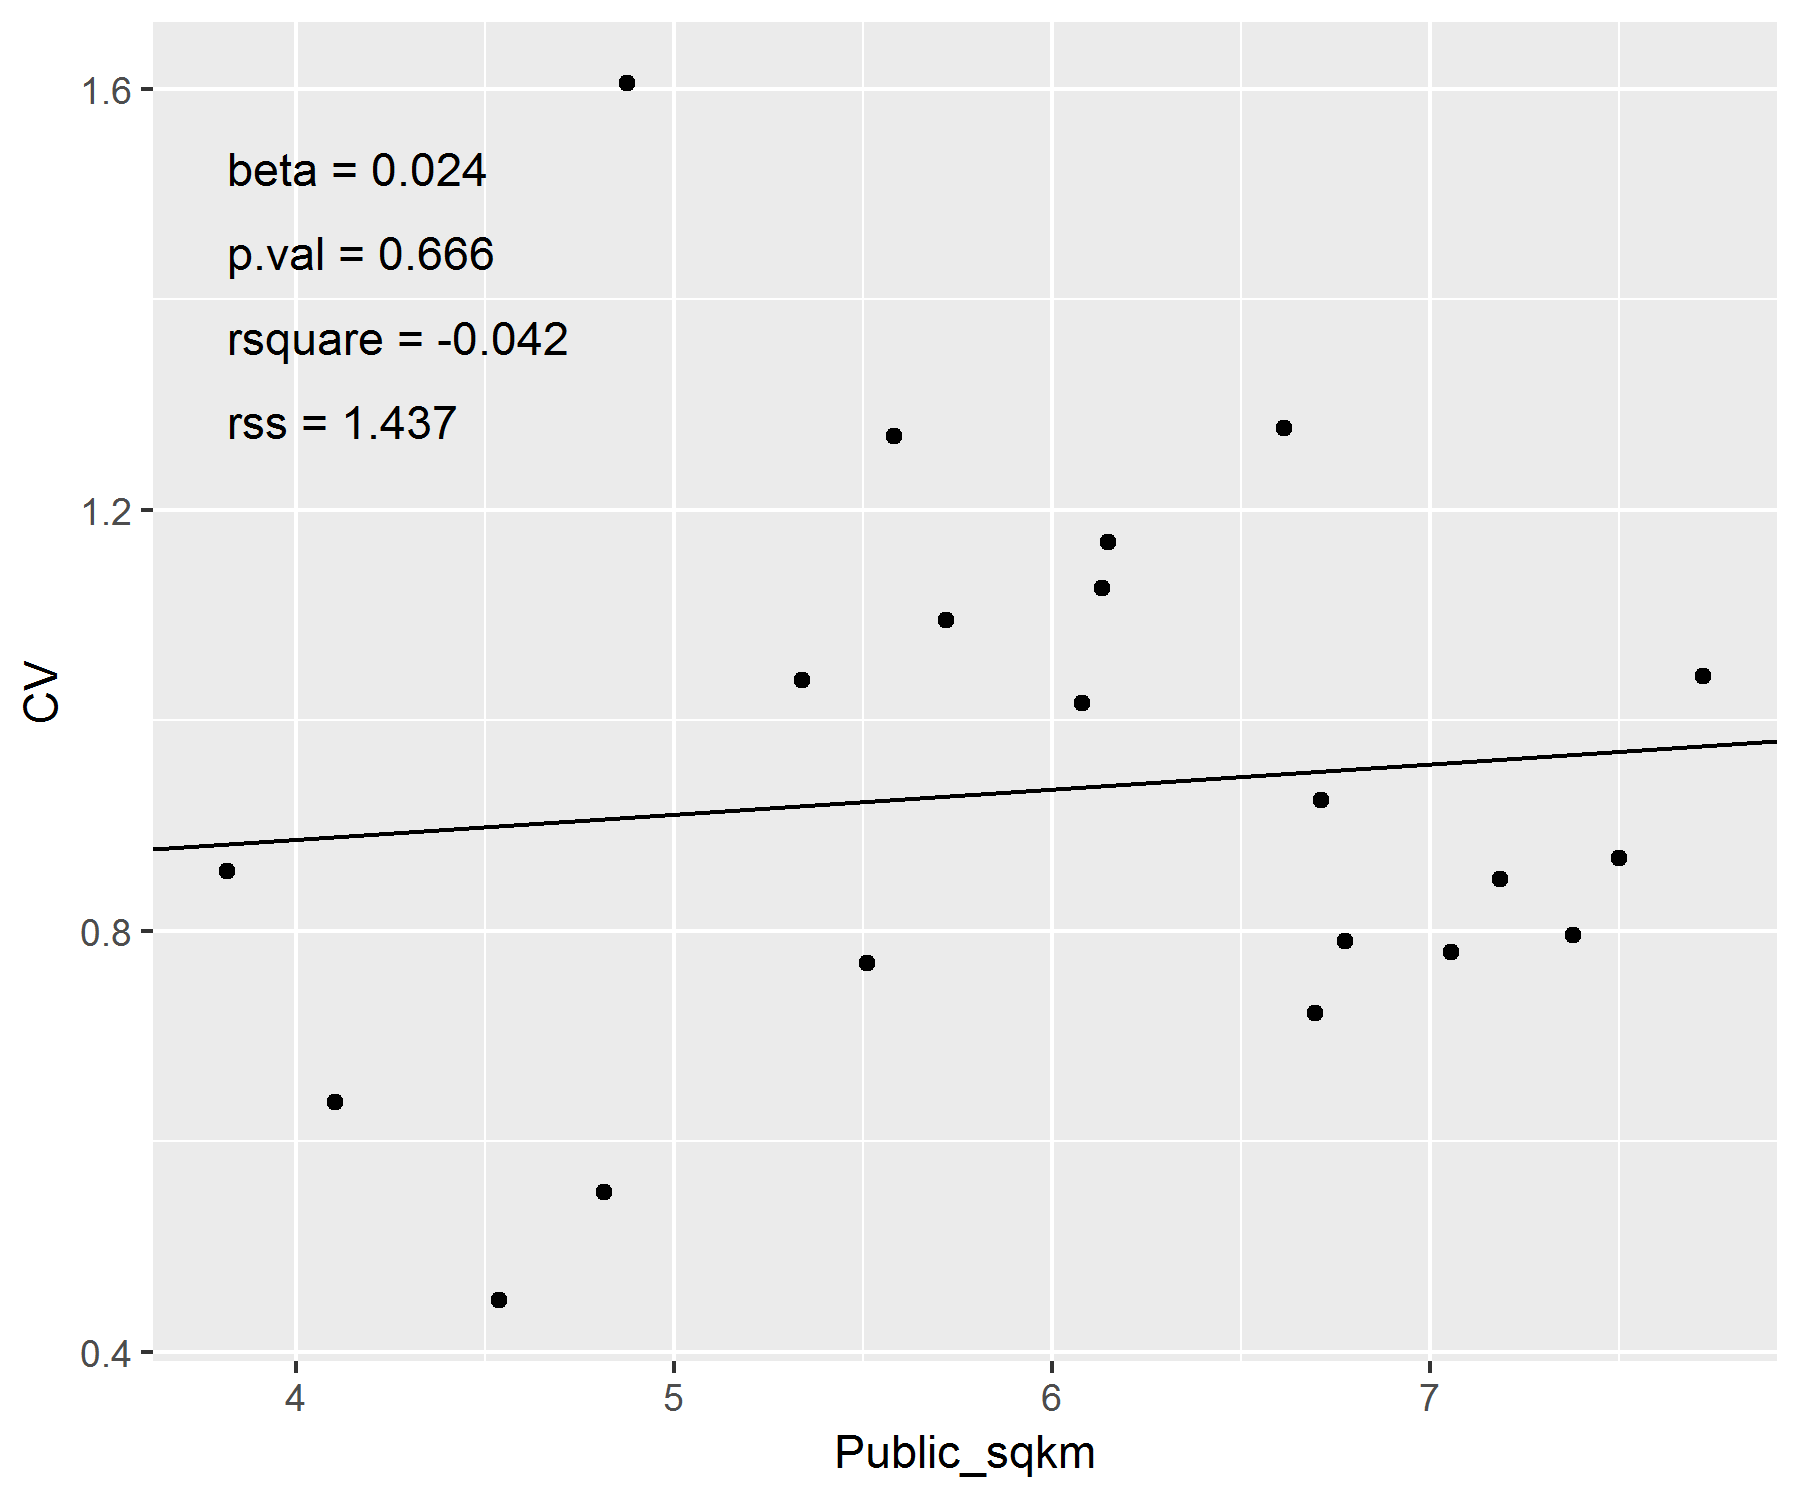 1.6
beta = 0.024
p.val = 0.666
rsquare = -0.042
rss = 1.437
1.2
CV
0.8
0.4
4 5 6 7
Public_sqkm